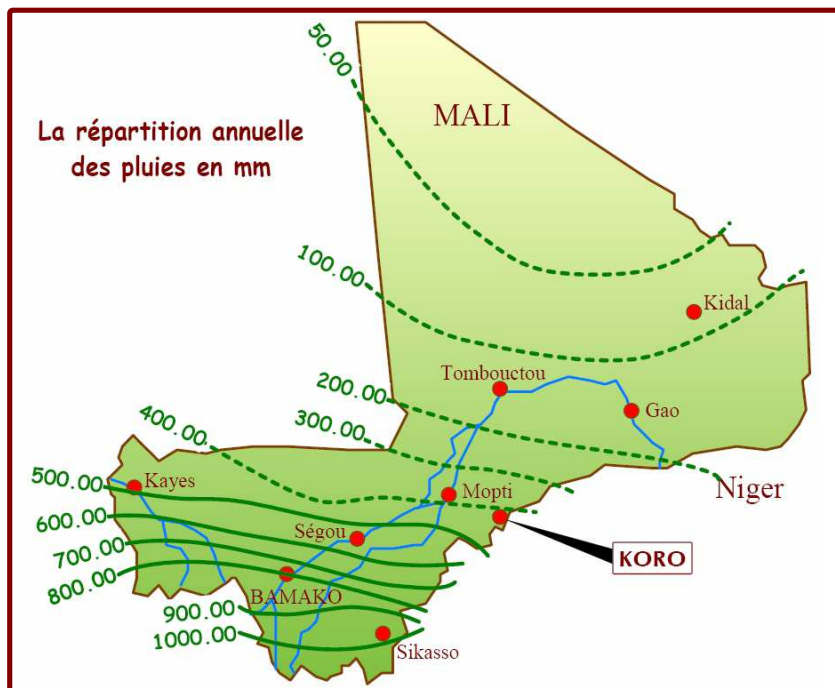 50.00
MALI
La répartition annuelle
des pluies en mm
100.00
Kidal
Tombouctou
200.00
Gao
400.00
300.00
500.00
Kayes
Mopti
Niger
600.00
Ségou
700.00
KORO
800.00
BAMAKO
900.00
1000.00
Sikasso